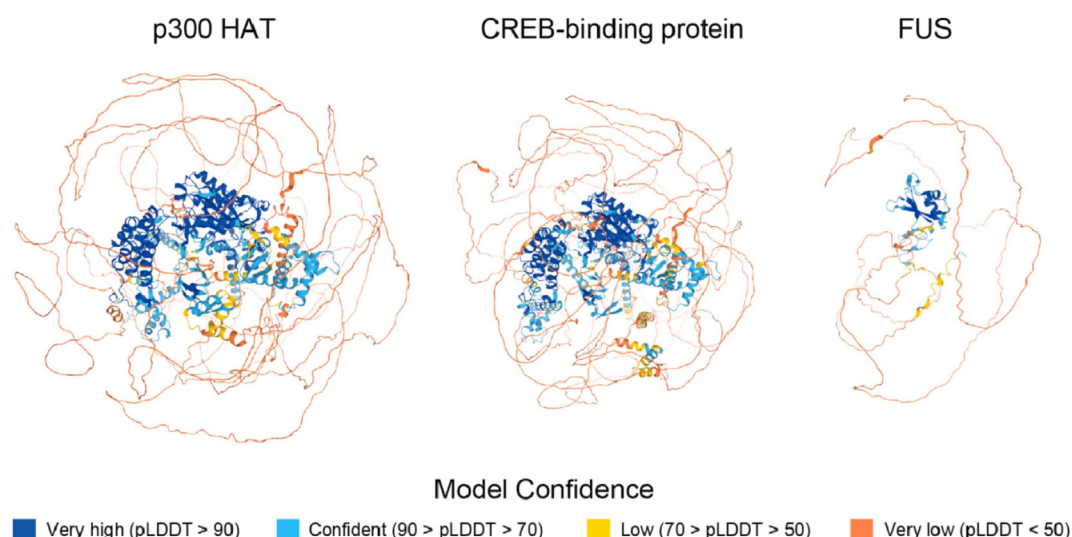 p300 HAT CREB-binding protein FUS
Model Confidence
Very high (pLDDT > 90) Confident (90 > pLDDT > 70) Low (70 > pLDDT > 50) Very low (pLDDT < 50)